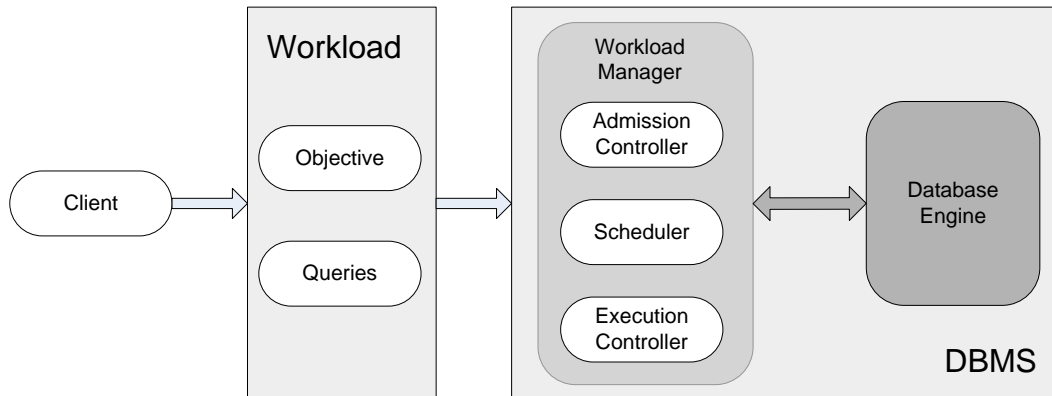 Client
Workload
Objective
Queries
Workload
Manager
Admission
Controller
Scheduler
Execution
Controller
Database
Engine
DBMS